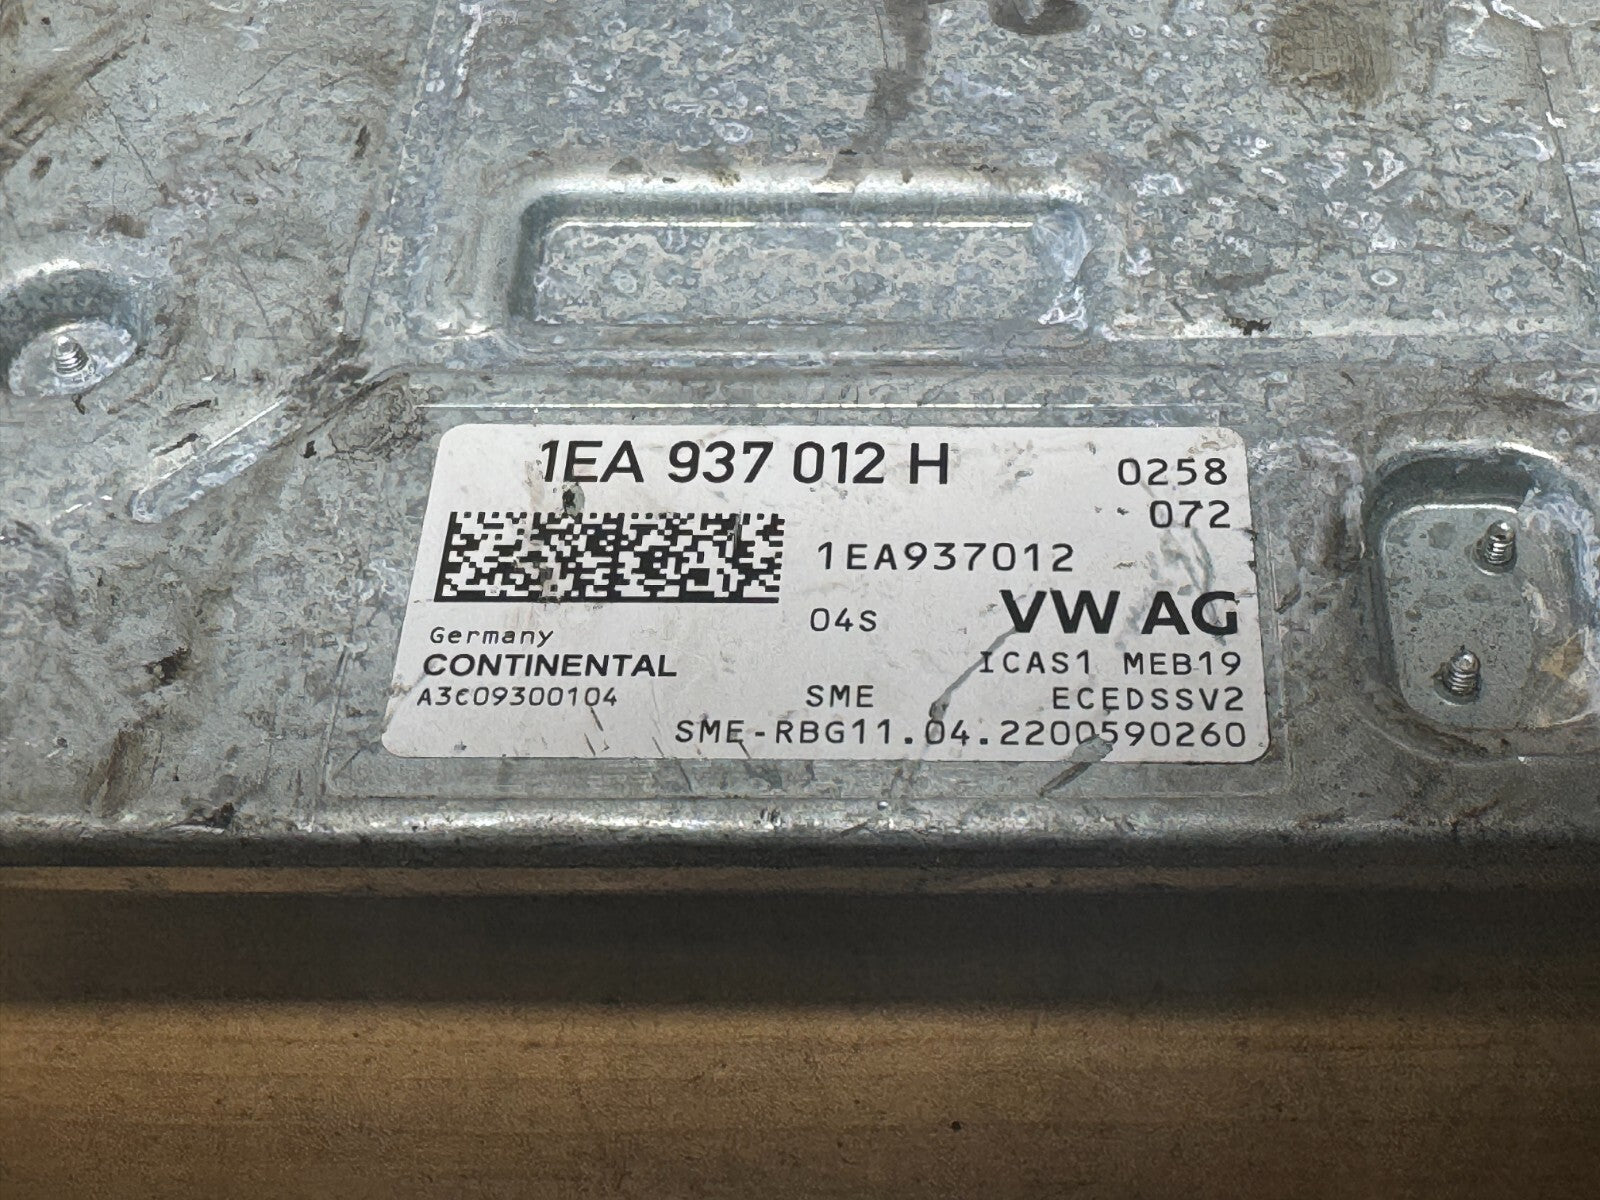 1EA 937 012 H
0258
072
1EA937012
04S
VW AG
Germany
CONTINENTAL
ICAS1 MEB19
A3C09300104
SME
ECEDSSV2
SME-RBG11.04.2200590260